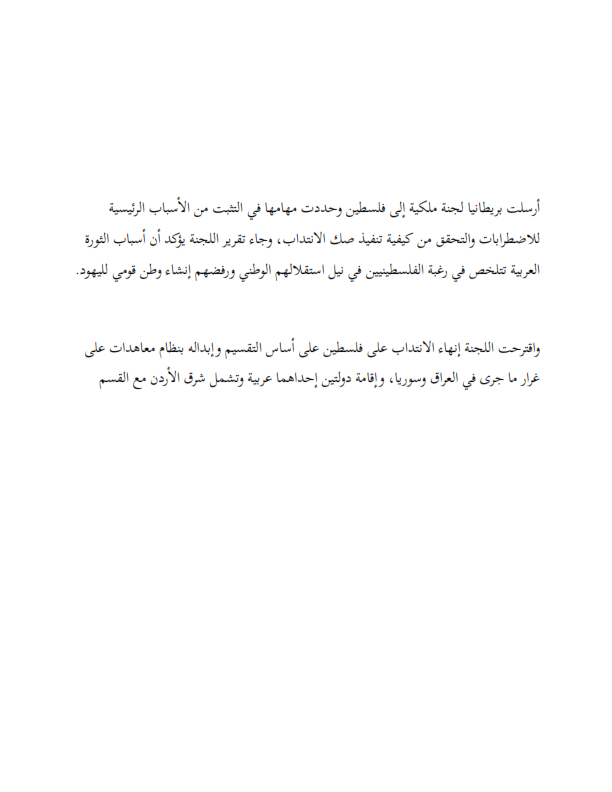 أرسلت بريطانيا لجنة ملكية إلى فلسطين وحددت مهامها في التثبت من الأسباب الرئيسية
للاضطرابات والتحقق من كيفية تنفيذ صك الانتداب، وجاء تقرير اللجنة يؤكد أن أسباب الثورة
العربية تتلخص في رغبة الفلسطينيين في نيل استقلالهم الوطني ورفضهم إنشاء وطن قومي لليهود.
واقترحت اللجنة إنهاء الانتداب على فلسطين على أساس التقسيم وإبداله بنظام معاهدات على
غرار ما جرى في العراق وسوريا، وإقامة دولتين إحداهما عربية وتشمل شرق الأردن مع القسم